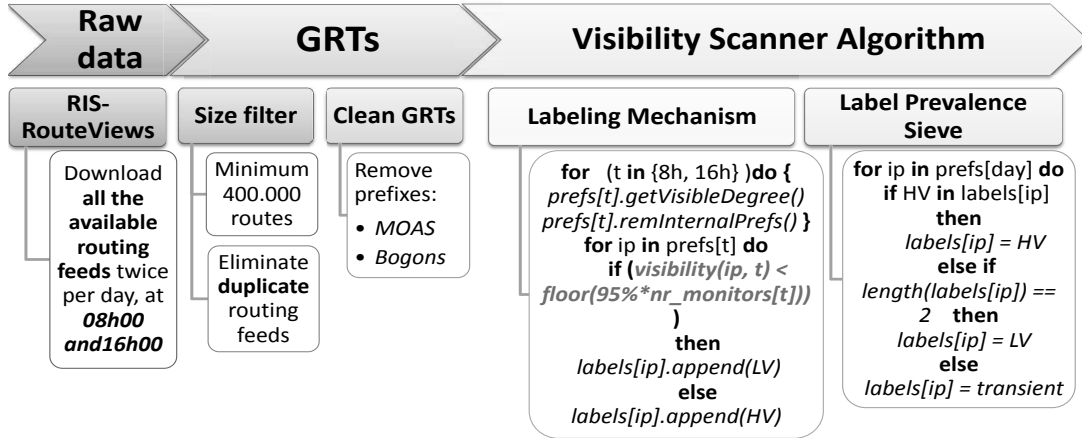 Raw
data
GRTs
Visibility Scanner Algorithm
RIS-
RouteViews
Download
all the
available
routing
feeds twice
per day, at
08h00
and16h00
Size filter
Minimum
400.000
routes
Eliminate
duplicate
routing
feeds
Clean GRTs
Remove
prefixes:
• MOAS
• Bogons
Labeling Mechanism
for (t in {8h, 16h} )do {
prefs[t].getVisibleDegree()
prefs[t].remInternalPrefs() }
for ip in prefs[t] do
if (visibility(ip, t) <
floor(95%*nr_monitors[t]))
)
then
labels[ip].append(LV)
else
labels[ip].append(HV)
Label Prevalence
Sieve
for ip in prefs[day] do
if HV in labels[ip]
then
labels[ip] = HV
else if
length(labels[ip]) ==
2 then
labels[ip] = LV
else
labels[ip] = transient